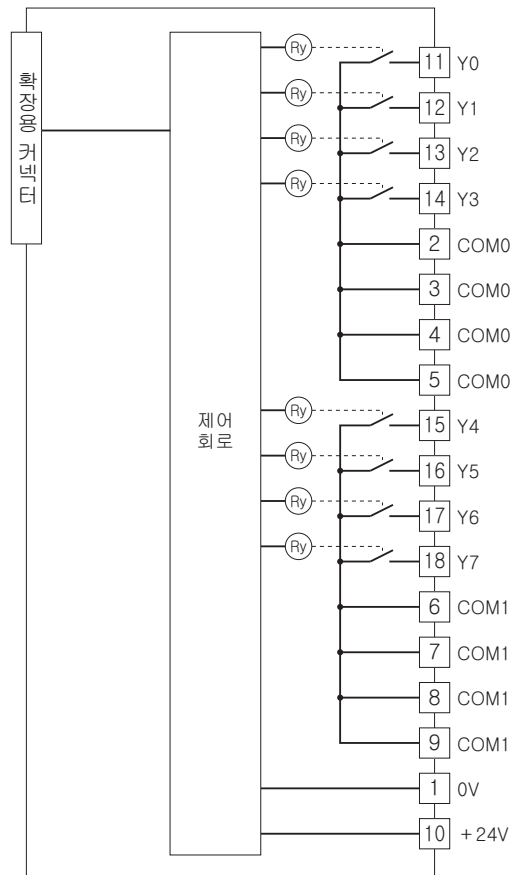 확장용 커넥터
제어
회로
Ry
11 Y0
Ry
12 Y1
Ry
13 Y2
Ry
14 Y3
2 COM0
3 COM0
4 COM0
5 COM0
Ry
15 Y4
Ry
16 Y5
Ry
17 Y6
Ry
18 Y7
6 COM1
7 COM1
8 COM1
9 COM1
1 0V
10 +24V